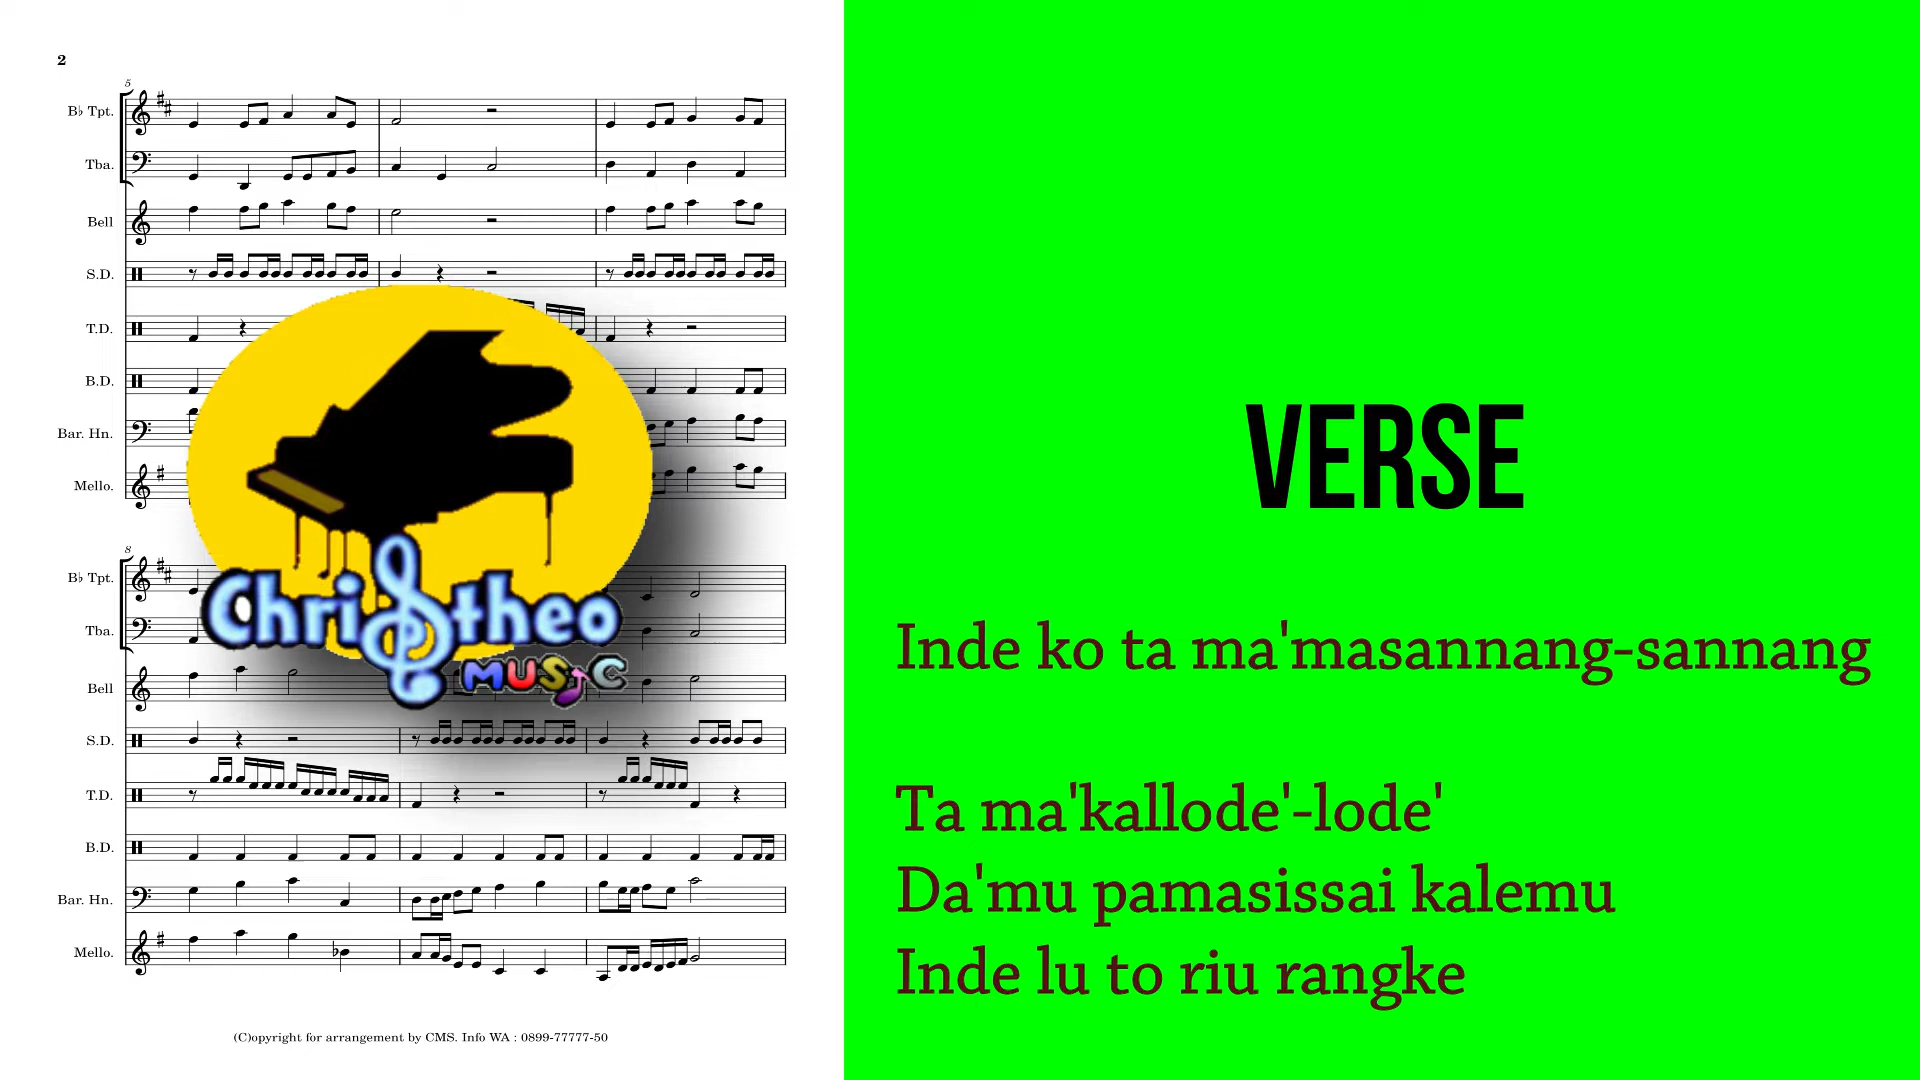 2
5
B♭ Tpt.
Tba.
Bell
S.D.
T.D.
B.D.
Bar. Hn.
Mello.
8
B♭ Tpt.
Tba.
Bell
S.D.
T.D.
B.D.
Bar. Hn.
Mello.
(C)opyright for arrangement by CMS. Info WA : 0899-77777-50
Christheo
MUSIC
VERSE
Inde ko ta ma'masannang-sannang
Ta ma'kallode'-lode'
Da'mu pamasissai kalemu
Inde lu to riu rangke